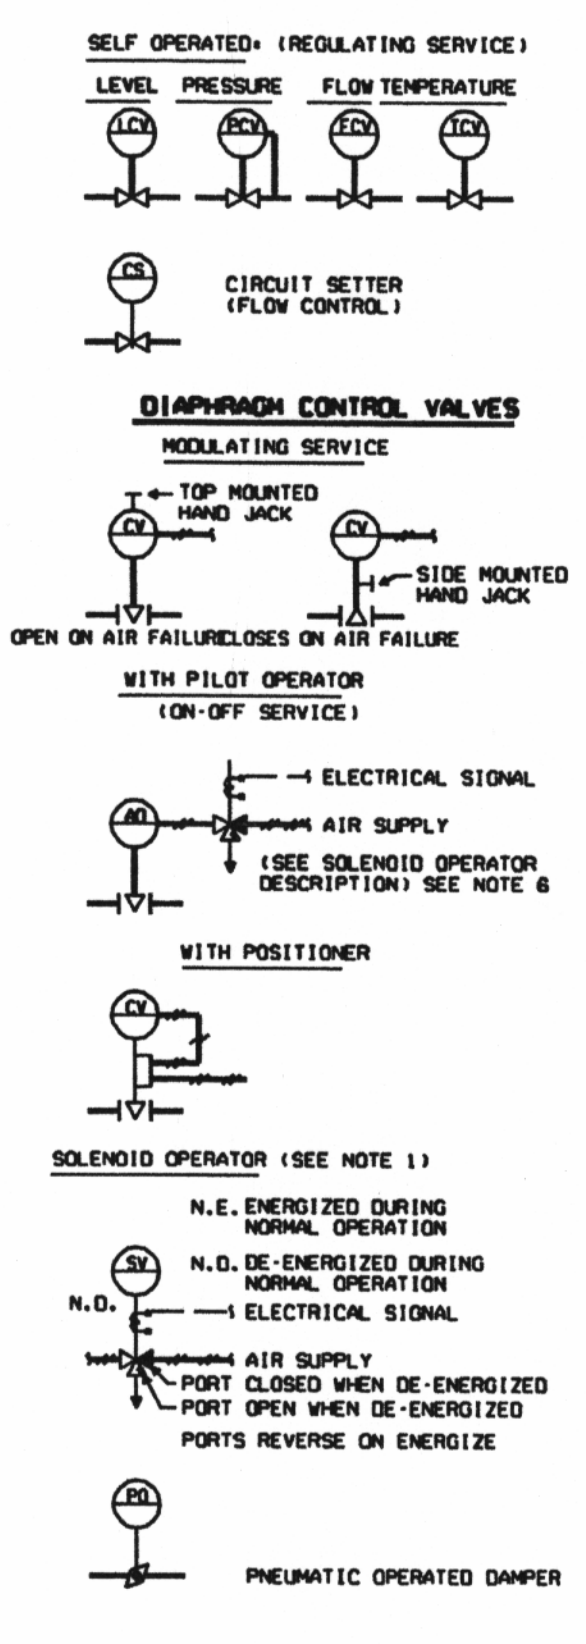 SELF OPERATED: (REGULATING SERVICE)
LEVEL PRESSURE FLOW TEMPERATURE
LCV PCV FCV TCV
CS
CIRCUIT SETTER
(FLOW CONTROL)
DIAPHRAGM CONTROL VALVES
MODULATING SERVICE
TOP MOUNTED
HAND JACK
CV CV
SIDE MOUNTED
HAND JACK
OPEN ON AIR FAILURE CLOSES ON AIR FAILURE
WITH PILOT OPERATOR
(ON-OFF SERVICE)
ELECTRICAL SIGNAL
AO
AIR SUPPLY
(SEE SOLENOID OPERATOR
DESCRIPTION) SEE NOTE 6
WITH POSITIONER
CV
SOLENOID OPERATOR (SEE NOTE 1)
N.E. ENERGIZED DURING
NORMAL OPERATION
SV
N.D. DE-ENERGIZED DURING
NORMAL OPERATION
N.D.
ELECTRICAL SIGNAL
AIR SUPPLY
PORT CLOSED WHEN DE-ENERGIZED
PORT OPEN WHEN DE-ENERGIZED
PORTS REVERSE ON ENERGIZE
PO
PNEUMATIC OPERATED DAMPER